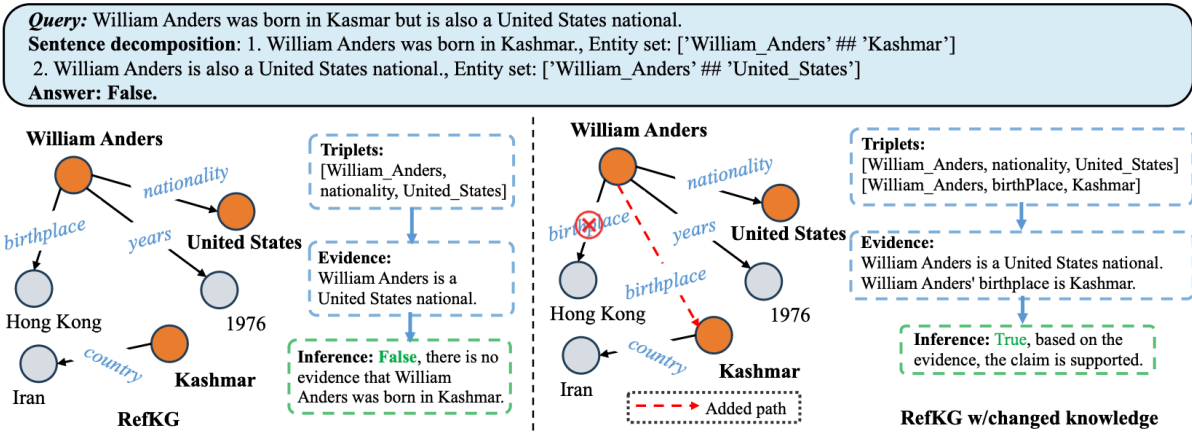 Query: William Anders was born in Kasmar but is also a United States national.
Sentence decomposition: 1. William Anders was born in Kashmar., Entity set: ['William_Anders' ## 'Kashmar']
2. William Anders is also a United States national., Entity set: ['William_Anders' ## 'United_States']
Answer: False.
William Anders
nationality
birthplace
years
United States
Hong Kong
1976
country
Kashmar
Iran
RefKG
Triplets:
[William_Anders,
nationality, United_States]
Evidence:
William Anders is a
United States national.
Inference: False, there is no
evidence that William
Anders was born in Kashmar.
William Anders
nationality
birthplace
years
United States
birthplace
Hong Kong
1976
country
Kashmar
Iran
Added path
Triplets:
[William_Anders, nationality, United_States]
[William_Anders, birthPlace, Kashmar]
Evidence:
William Anders is a United States national.
William Anders' birthplace is Kashmar.
Inference: True, based on the
evidence, the claim is supported.
RefKG w/changed knowledge